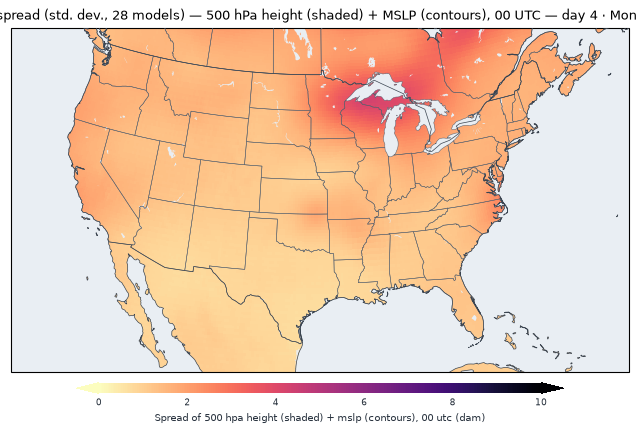 spread (std. dev., 28 models) — 500 hPa height (shaded) + MSLP (contours), 00 UTC — day 4 · Mon
0 2 4 6 8 10
Spread of 500 hpa height (shaded) + mslp (contours), 00 utc (dam)